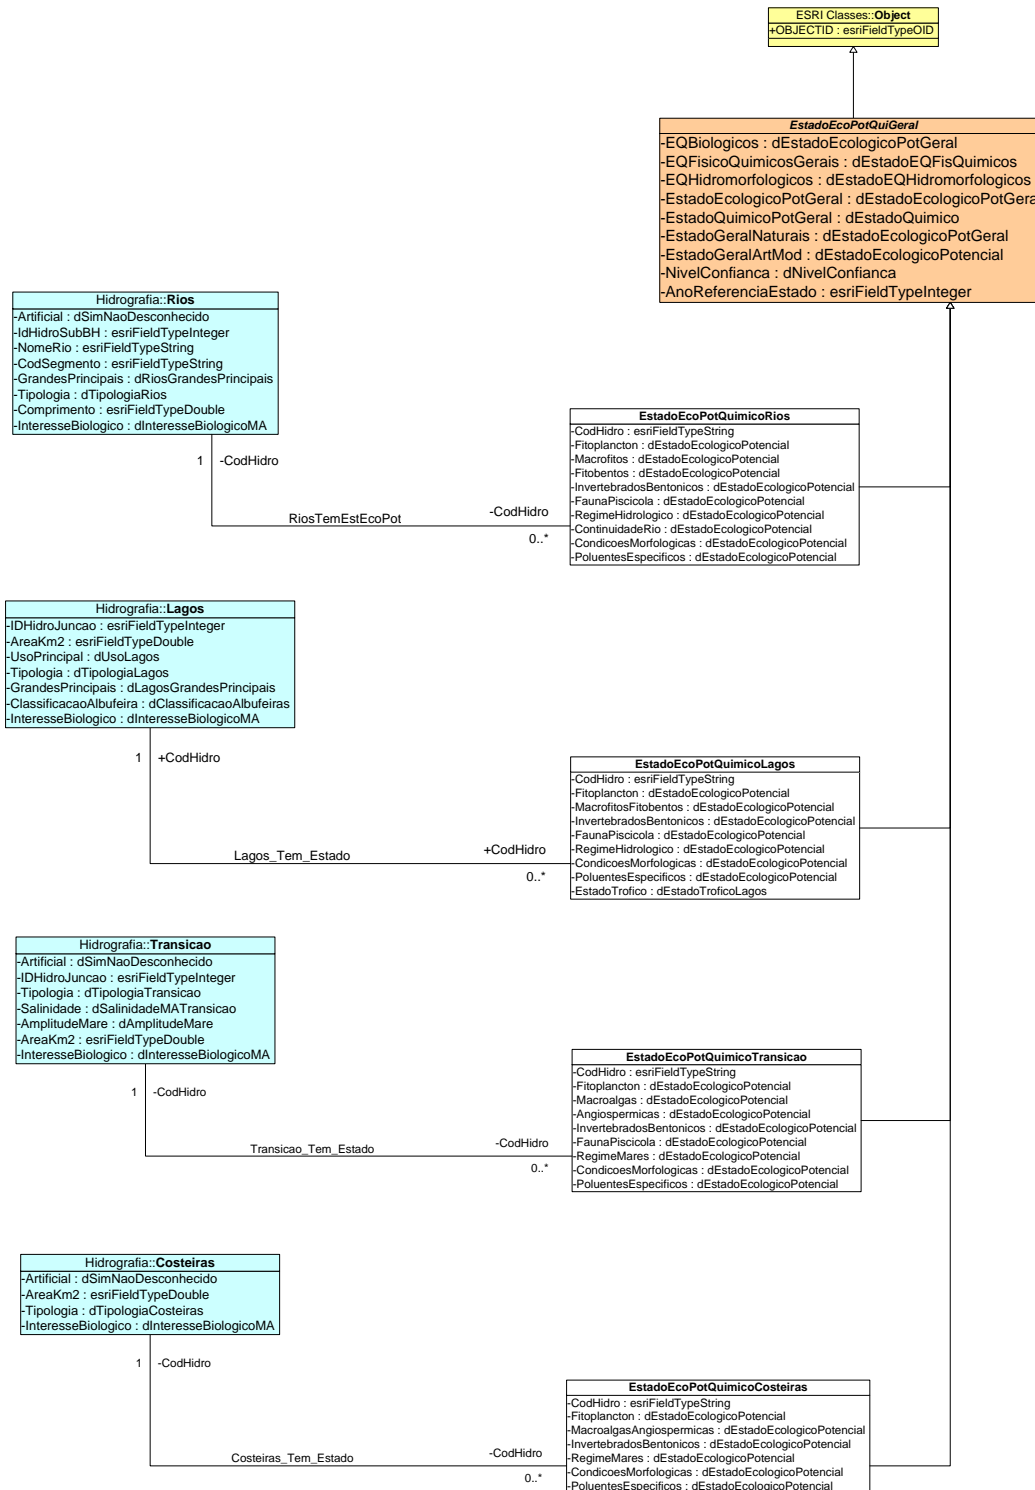 ESRI Classes::Object
+OBJECTID : esriFieldTypeOID
EstadoEcoPotQuiGeral
-EQBiologicos : dEstadoEcologicoPotGeral
-EQFisicoQuimicosGerais : dEstadoEQFisQuimicos
-EQHidromorfologicos : dEstadoEQHidromorfologicos
-EstadoEcologicoPotGeral : dEstadoEcologicoPotGera
-EstadoQuimicoPotGeral : dEstadoQuimico
-EstadoGeralNaturais : dEstadoEcologicoPotGeral
-EstadoGeralArtMod : dEstadoEcologicoPotencial
-NivelConfianca : dNivelConfianca
-AnoReferenciaEstado : esriFieldTypeInteger
Hidrografia::Rios
-Artificial : dSimNaoDesconhecido
-IdHidroSubBH : esriFieldTypeInteger
-NomeRio : esriFieldTypeString
-CodSegmento : esriFieldTypeString
-GrandesPrincipais : dRiosGrandesPrincipais
-Tipologia : dTipologiaRios
-Comprimento : esriFieldTypeDouble
-InteresseBiologico : dInteresseBiologicoMA
1
-CodHidro
RiosTemEstEcoPot
-CodHidro
0..*
EstadoEcoPotQuimicoRios
-CodHidro : esriFieldTypeString
-Fitoplancton : dEstadoEcologicoPotencial
-Macrofitos : dEstadoEcologicoPotencial
-Fitobentos : dEstadoEcologicoPotencial
-InvertebradosBentonicos : dEstadoEcologicoPotencial
-FaunaPiscicola : dEstadoEcologicoPotencial
-RegimeHidrologico : dEstadoEcologicoPotencial
-ContinuidadeRio : dEstadoEcologicoPotencial
-CondicoesMorfologicas : dEstadoEcologicoPotencial
-PoluentesEspecificos : dEstadoEcologicoPotencial
Hidrografia::Lagos
-IDHidroJuncao : esriFieldTypeInteger
-AreaKm2 : esriFieldTypeDouble
-UsoPrincipal : dUsoLagos
-Tipologia : dTipologiaLagos
-GrandesPrincipais : dLagosGrandesPrincipais
-ClassificacaoAlbufeira : dClassificacaoAlbufeiras
-InteresseBiologico : dInteresseBiologicoMA
1
+CodHidro
Lagos_Tem_Estado
+CodHidro
0..*
EstadoEcoPotQuimicoLagos
-CodHidro : esriFieldTypeString
-Fitoplancton : dEstadoEcologicoPotencial
-MacrofitosFitobentos : dEstadoEcologicoPotencial
-InvertebradosBentonicos : dEstadoEcologicoPotencial
-FaunaPiscicola : dEstadoEcologicoPotencial
-RegimeHidrologico : dEstadoEcologicoPotencial
-CondicoesMorfologicas : dEstadoEcologicoPotencial
-PoluentesEspecificos : dEstadoEcologicoPotencial
-EstadoTrofico : dEstadoTroficoLagos
Hidrografia::Transicao
-Artificial : dSimNaoDesconhecido
-IDHidroJuncao : esriFieldTypeInteger
-Tipologia : dTipologiaTransicao
-Salinidade : dSalinidadeMATransicao
-AmplitudeMare : dAmplitudeMare
-AreaKm2 : esriFieldTypeDouble
-InteresseBiologico : dInteresseBiologicoMA
1
-CodHidro
Transicao_Tem_Estado
-CodHidro
0..*
EstadoEcoPotQuimicoTransicao
-CodHidro : esriFieldTypeString
-Fitoplancton : dEstadoEcologicoPotencial
-Macroalgas : dEstadoEcologicoPotencial
-Angiospermicas : dEstadoEcologicoPotencial
-InvertebradosBentonicos : dEstadoEcologicoPotencial
-FaunaPiscicola : dEstadoEcologicoPotencial
-RegimeMares : dEstadoEcologicoPotencial
-CondicoesMorfologicas : dEstadoEcologicoPotencial
-PoluentesEspecificos : dEstadoEcologicoPotencial
Hidrografia::Costeiras
-Artificial : dSimNaoDesconhecido
-AreaKm2 : esriFieldTypeDouble
-Tipologia : dTipologiaCosteiras
-InteresseBiologico : dInteresseBiologicoMA
1
-CodHidro
Costeiras_Tem_Estado
-CodHidro
0..*
EstadoEcoPotQuimicoCosteiras
-CodHidro : esriFieldTypeString
-Fitoplancton : dEstadoEcologicoPotencial
-MacroalgasAngiospermicas : dEstadoEcologicoPotencial
-InvertebradosBentonicos : dEstadoEcologicoPotencial
-RegimeMares : dEstadoEcologicoPotencial
-CondicoesMorfologicas : dEstadoEcologicoPotencial
-PoluentesEspecificos : dEstadoEcologicoPotencial